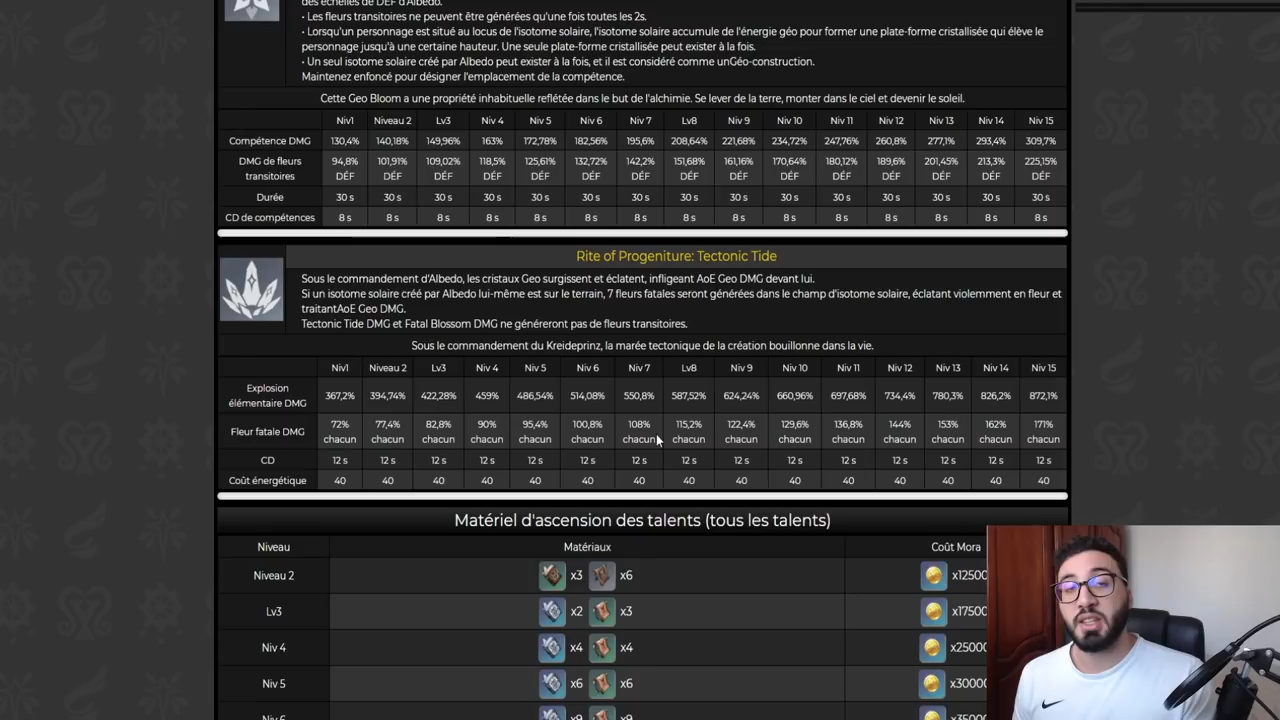 des échelles de DÉF d'Albedo.
• Les fleurs transitoires ne peuvent être générées qu'une fois toutes les 2s.
• Lorsqu'un personnage est situé au locus de l'isotome solaire, l'isotome solaire accumule de l'énergie géo pour former une plate-forme cristallisée qui élève le
personnage jusqu'à une certaine hauteur. Une seule plate-forme cristallisée peut exister à la fois.
• Un seul isotome solaire créé par Albedo peut exister à la fois, et il est considéré comme unGéo-construction.
Maintenez enfoncé pour désigner l'emplacement de la compétence.
Cette Geo Bloom a une propriété inhabituelle reflétée dans le but de l'alchimie. Se lever de la terre, monter dans le ciel et devenir le soleil.
Niv1 Niveau 2 Lv3 Niv 4 Niv 5 Niv 6 Niv 7 Lv8 Niv 9 Niv 10 Niv 11 Niv 12 Niv 13 Niv 14 Niv 15
Compétence DMG 130,4% 140,18% 149,96% 163% 172,78% 182,56% 195,6% 208,64% 221,68% 234,72% 247,76% 260,8% 277,1% 293,4% 309,7%
DMG de fleurs 94,8% 101,91% 109,02% 118,5% 125,61% 132,72% 142,2% 151,68% 161,16% 170,64% 180,12% 189,6% 201,45% 213,3% 225,15%
transitoires DÉF DÉF DÉF DÉF DÉF DÉF DÉF DÉF DÉF DÉF DÉF DÉF DÉF DÉF DÉF
Durée 30 s 30 s 30 s 30 s 30 s 30 s 30 s 30 s 30 s 30 s 30 s 30 s 30 s 30 s 30 s
CD de compétences 8 s 8 s 8 s 8 s 8 s 8 s 8 s 8 s 8 s 8 s 8 s 8 s 8 s 8 s 8 s
Rite of Progeniture: Tectonic Tide
Sous le commandement d'Albedo, les cristaux Geo surgissent et éclatent, infligeant AoE Geo DMG devant lui.
Si un isotome solaire créé par Albedo lui-même est sur le terrain, 7 fleurs fatales seront générées dans le champ d'isotome solaire, éclatant violemment en fleur et
traitantAoE Geo DMG.
Tectonic Tide DMG et Fatal Blossom DMG ne généreront pas de fleurs transitoires.
Sous le commandement du Kreideprinz, la marée tectonique de la création bouillonne dans la vie.
Niv1 Niveau 2 Lv3 Niv 4 Niv 5 Niv 6 Niv 7 Lv8 Niv 9 Niv 10 Niv 11 Niv 12 Niv 13 Niv 14 Niv 15
Explosion
élémentaire DMG 367,2% 394,74% 422,28% 459% 486,54% 514,08% 550,8% 587,52% 624,24% 660,96% 697,68% 734,4% 780,3% 826,2% 872,1%
Fleur fatale DMG 72% 77,4% 82,8% 90% 95,4% 100,8% 108% 115,2% 122,4% 129,6% 136,8% 144% 153% 162% 171%
chacun chacun chacun chacun chacun chacun chacun chacun chacun chacun chacun chacun chacun chacun chacun
CD 12 s 12 s 12 s 12 s 12 s 12 s 12 s 12 s 12 s 12 s 12 s 12 s 12 s 12 s 12 s
Coût énergétique 40 40 40 40 40 40 40 40 40 40 40 40 40 40 40
Matériel d'ascension des talents (tous les talents)
Niveau Matériaux Coût Mora
Niveau 2 x3 x6 x12500
Lv3 x2 x3 x17500
Niv 4 x4 x4 x25000
Niv 5 x6 x6 x30000